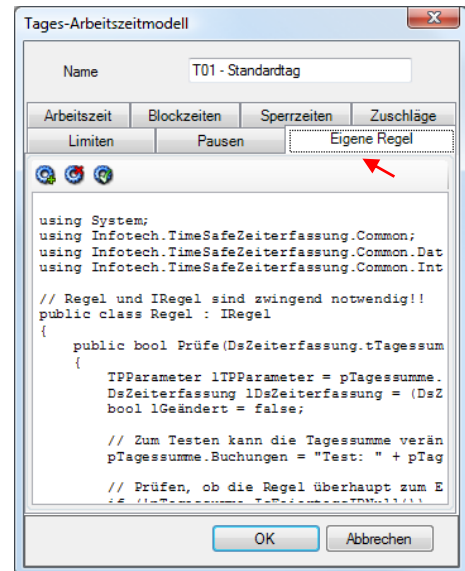 Tages-Arbeitszeitmodell
Name T01 - Standardtag
Arbeitszeit Blockzeiten Sperrzeiten Zuschläge
Limiten Pausen Eigene Regel
using System;
using Infotech.TimeSafeZeiterfassung.Common;
using Infotech.TimeSafeZeiterfassung.Common.Dat
using Infotech.TimeSafeZeiterfassung.Common.Int
// Regel und IRegel sind zwingend notwendig!!
public class Regel : IRegel
{
public bool Prüfe(DsZeiterfassung.tTagessum
{
TPParameter lTPParameter = pTagessumme.
DsZeiterfassung lDsZeiterfassung = (DsZ
bool lGeändert = false;
// Zum Testen kann die Tagessumme verän
pTagessumme.Buchungen = "Test: " + pTag
// Prüfen, ob die Regel überhaupt zum E
OK Abbrechen